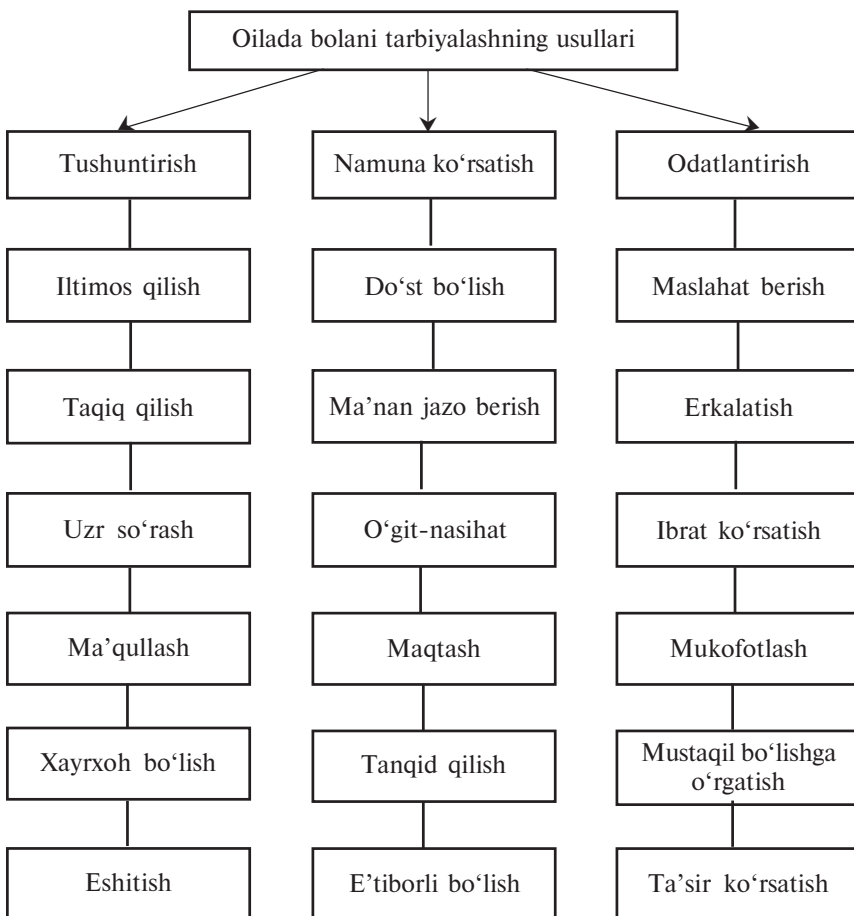 Oilada bolani tarbiyalashning usullari
Tushuntirish
Namuna ko‘rsatish
Odatlantirish
Iltimos qilish
Do‘st bo‘lish
Maslahat berish
Taqiq qilish
Ma’nan jazo berish
Erkalatish
Uzr so‘rash
O‘git-nasihat
Ibrat ko‘rsatish
Ma’qullash
Maqtash
Mukofotlash
Xayrxoh bo‘lish
Tanqid qilish
Mustaqil bo‘lishga
o‘rgatish
Eshitish
E’tiborli bo‘lish
Ta’sir ko‘rsatish